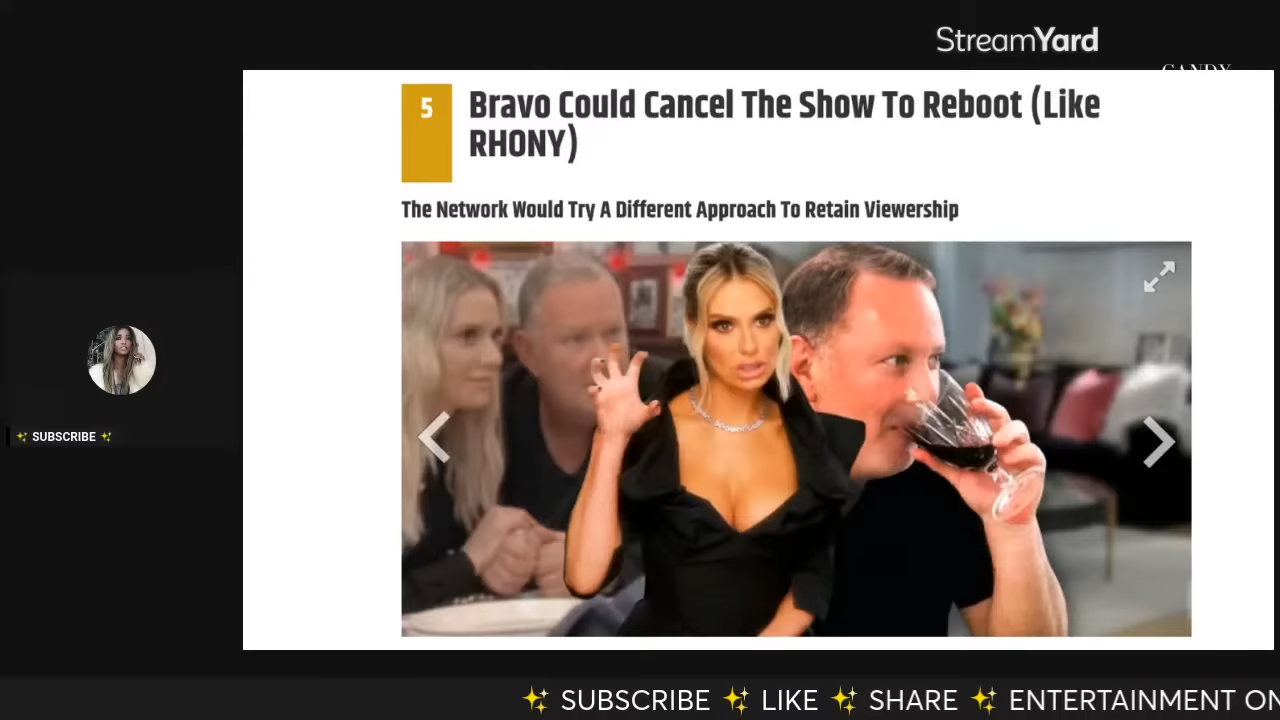 StreamYard
CANDY
5
Bravo Could Cancel The Show To Reboot (Like
RHONY)
The Network Would Try A Different Approach To Retain Viewership
✨ SUBSCRIBE ✨
✨ SUBSCRIBE ✨ LIKE ✨ SHARE ✨ ENTERTAINMENT ON